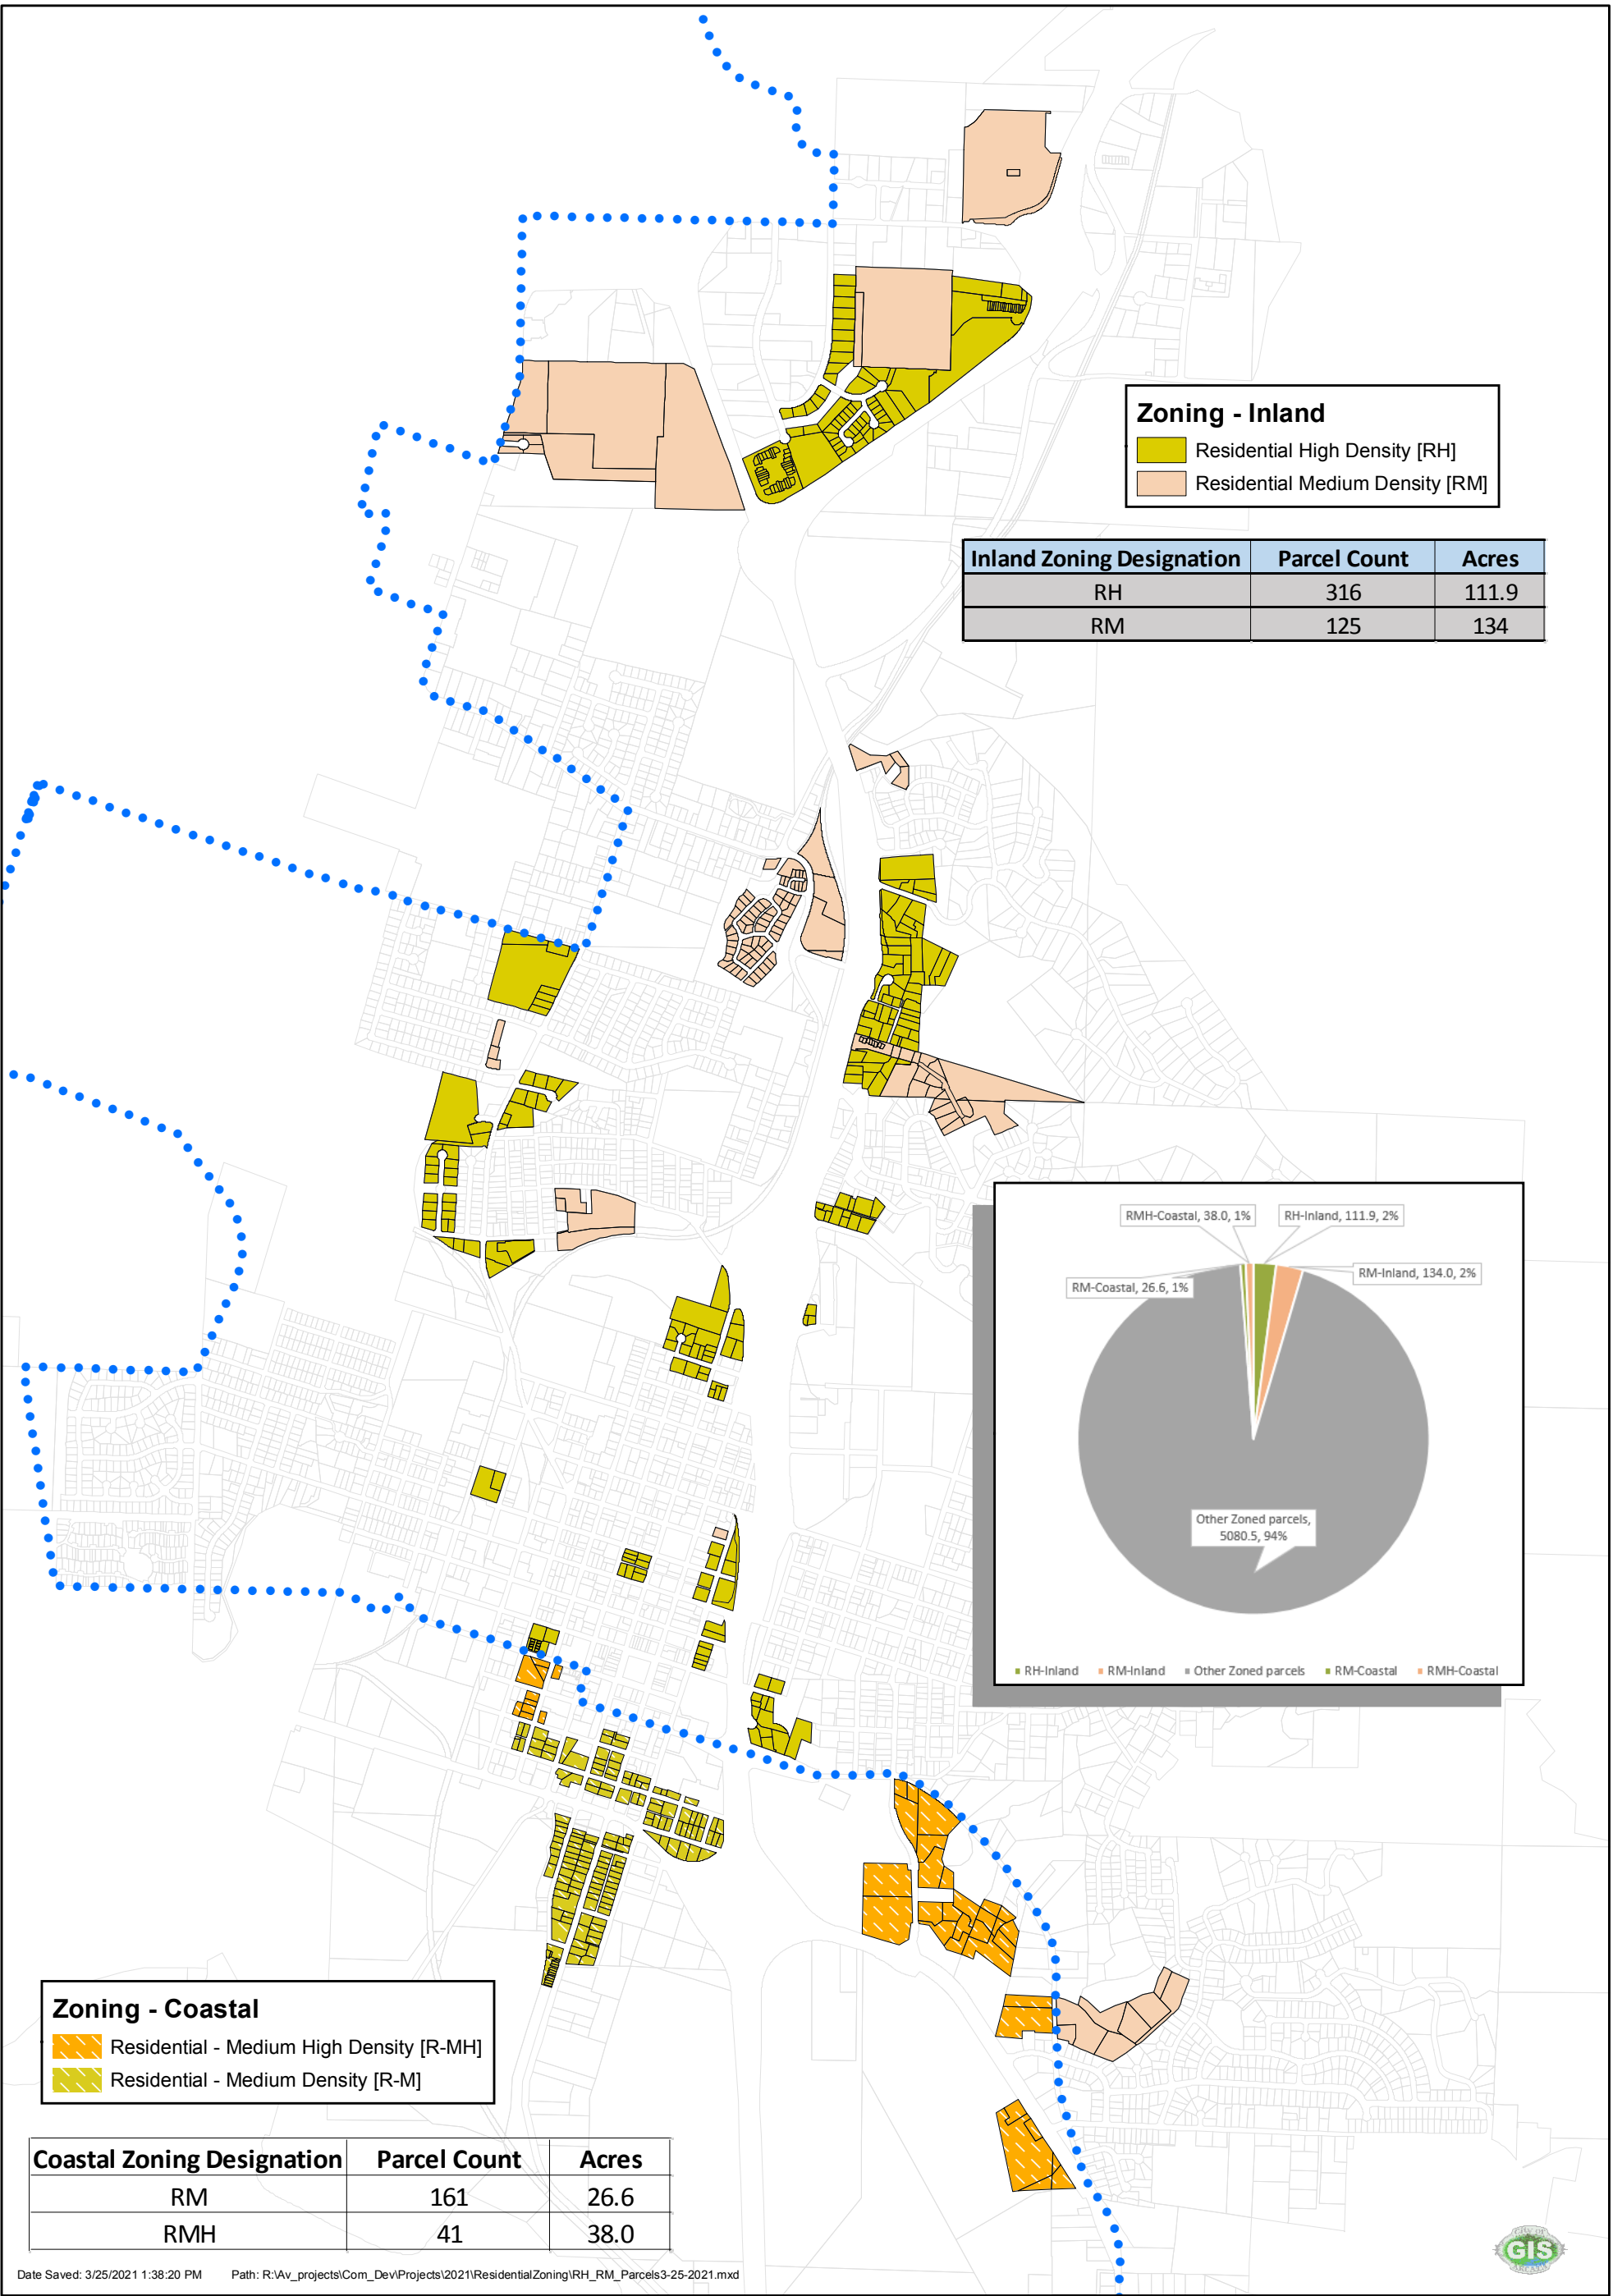 Zoning - Inland
Residential High Density [RH]
Residential Medium Density [RM]
Inland Zoning Designation Parcel Count Acres
RH 316 111.9
RM 125 134
RMH-Coastal, 38.0, 1%
RH-Inland, 111.9, 2%
RM-Coastal, 26.6, 1%
RM-Inland, 134.0, 2%
Other Zoned parcels,
5080.5, 94%
RH-Inland RM-Inland Other Zoned parcels RM-Coastal RMH-Coastal
Zoning - Coastal
Residential - Medium High Density [R-MH]
Residential - Medium Density [R-M]
Coastal Zoning Designation Parcel Count Acres
RM 161 26.6
RMH 41 38.0
CITY OF
GIS
ARCATA
Date Saved: 3/25/2021 1:38:20 PM Path: R:\Av_projects\Com_Dev\Projects\2021\ResidentialZoning\RH_RM_Parcels3-25-2021.mxd